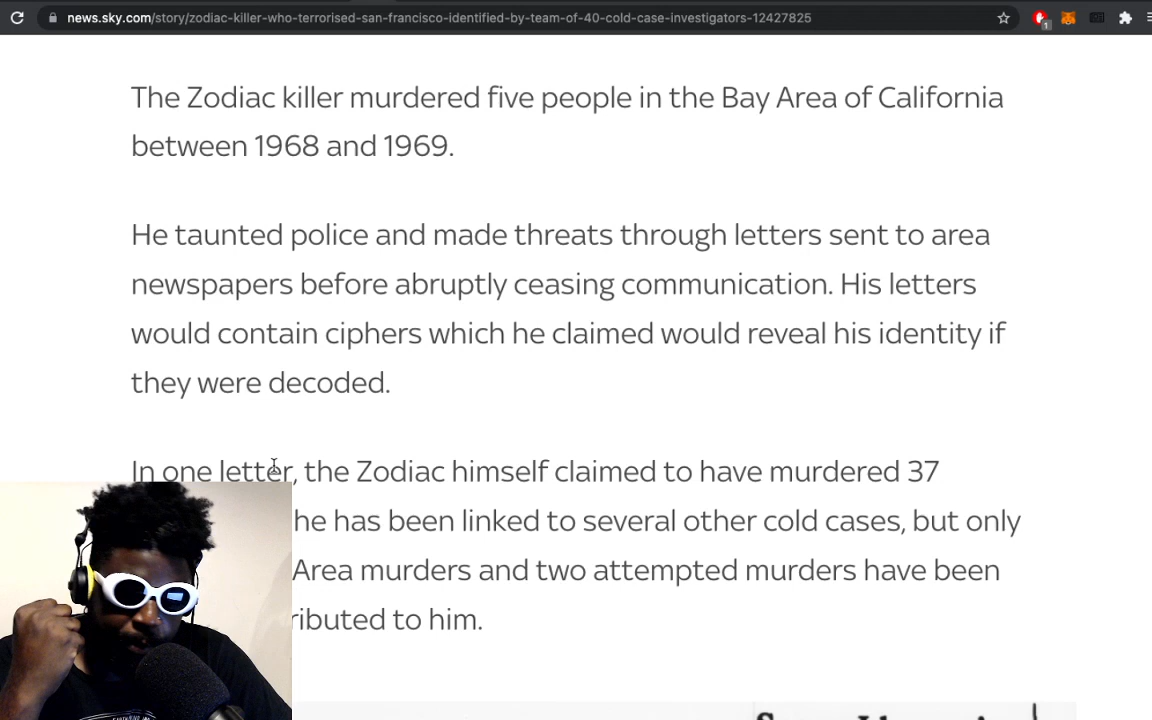 news.sky.com/story/zodiac-killer-who-terrorised-san-francisco-identified-by-team-of-40-cold-case-investigators-12427825
The Zodiac killer murdered five people in the Bay Area of California
between 1968 and 1969.
He taunted police and made threats through letters sent to area
newspapers before abruptly ceasing communication. His letters
would contain ciphers which he claimed would reveal his identity if
they were decoded.
In one letter, the Zodiac himself claimed to have murdered 37
he has been linked to several other cold cases, but only
Area murders and two attempted murders have been
ributed to him.